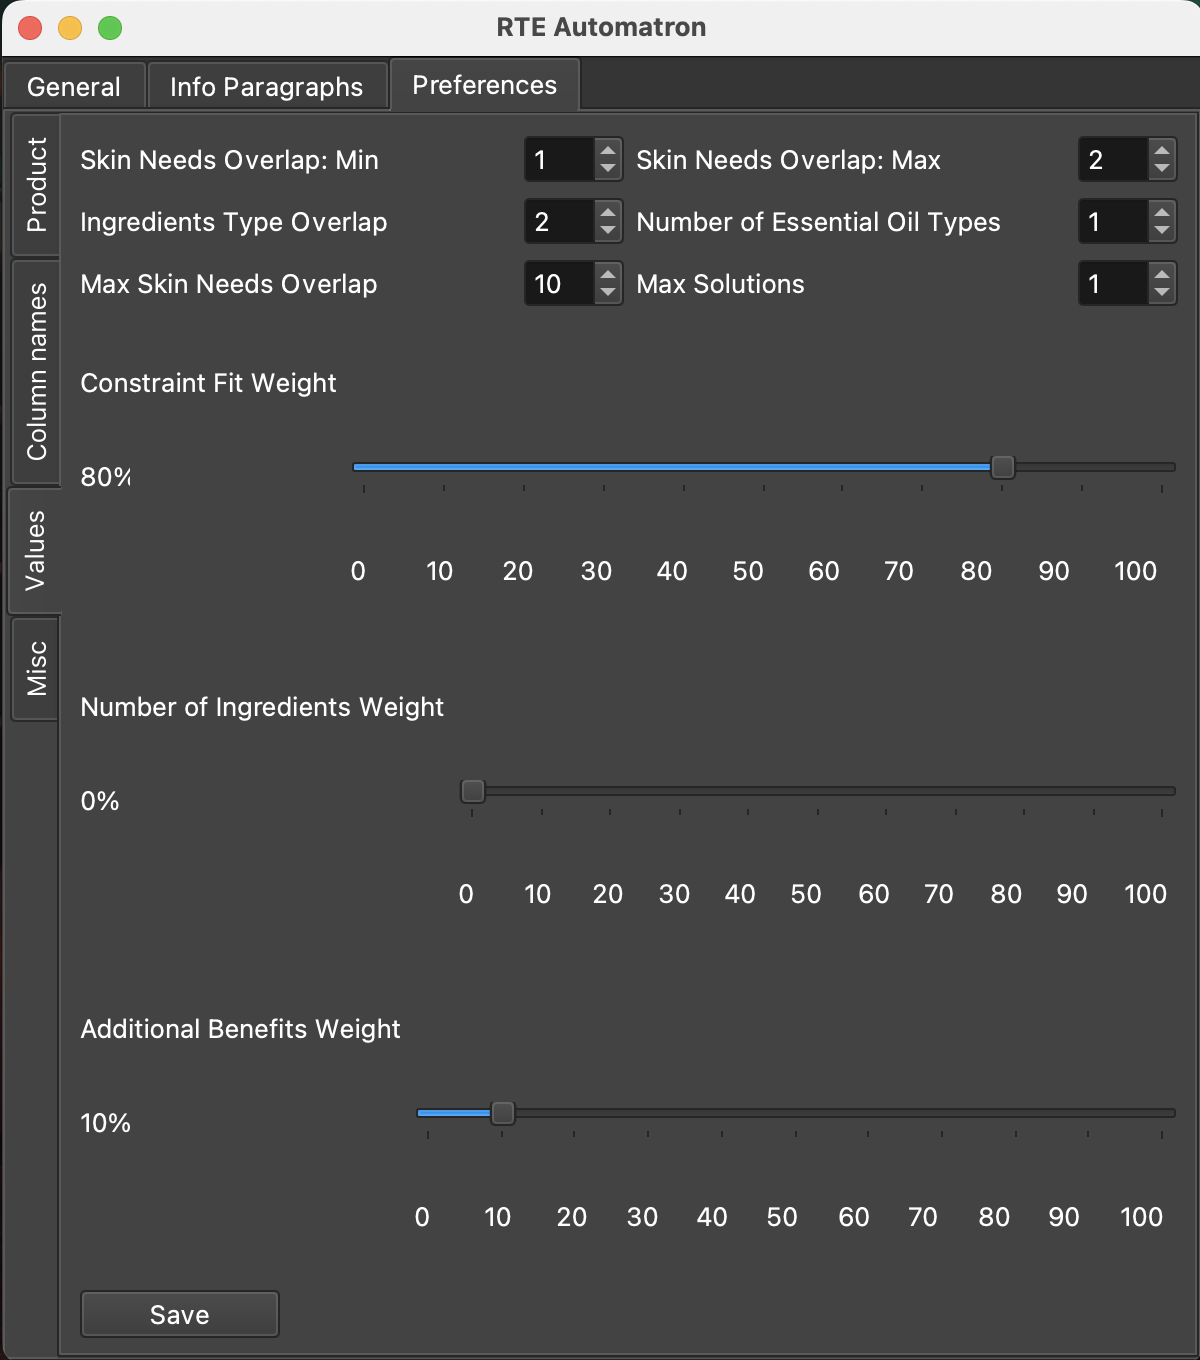 RTE Automatron
General Info Paragraphs Preferences
Product
Column names
Values
Misc
Skin Needs Overlap: Min 1 Skin Needs Overlap: Max 2
Ingredients Type Overlap 2 Number of Essential Oil Types 1
Max Skin Needs Overlap 10 Max Solutions 1
Constraint Fit Weight
80%
0 10 20 30 40 50 60 70 80 90 100
Number of Ingredients Weight
0%
0 10 20 30 40 50 60 70 80 90 100
Additional Benefits Weight
10%
0 10 20 30 40 50 60 70 80 90 100
Save